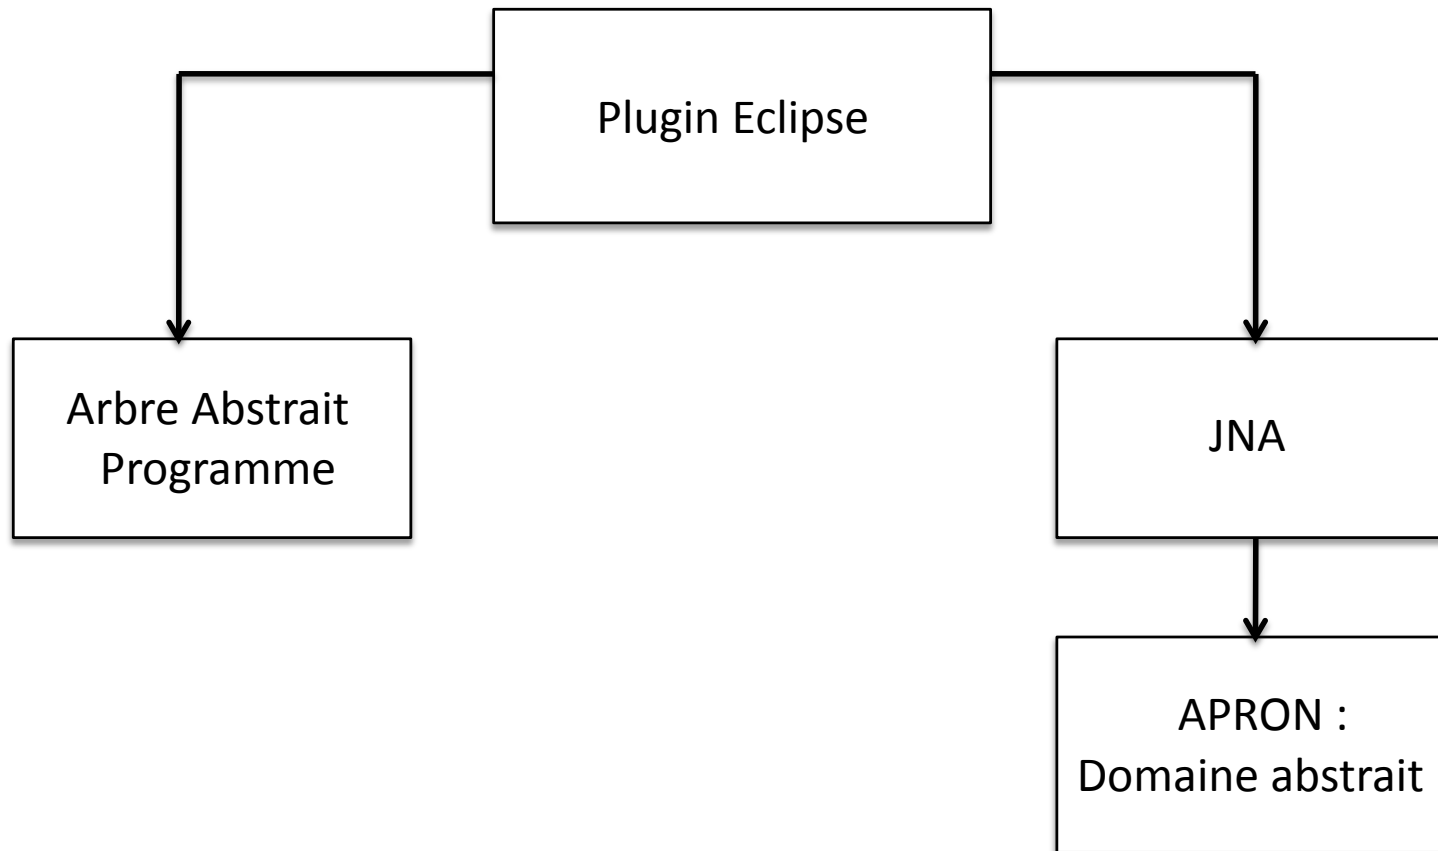 Plugin Eclipse
Arbre Abstrait
Programme
JNA
APRON :
Domaine abstrait